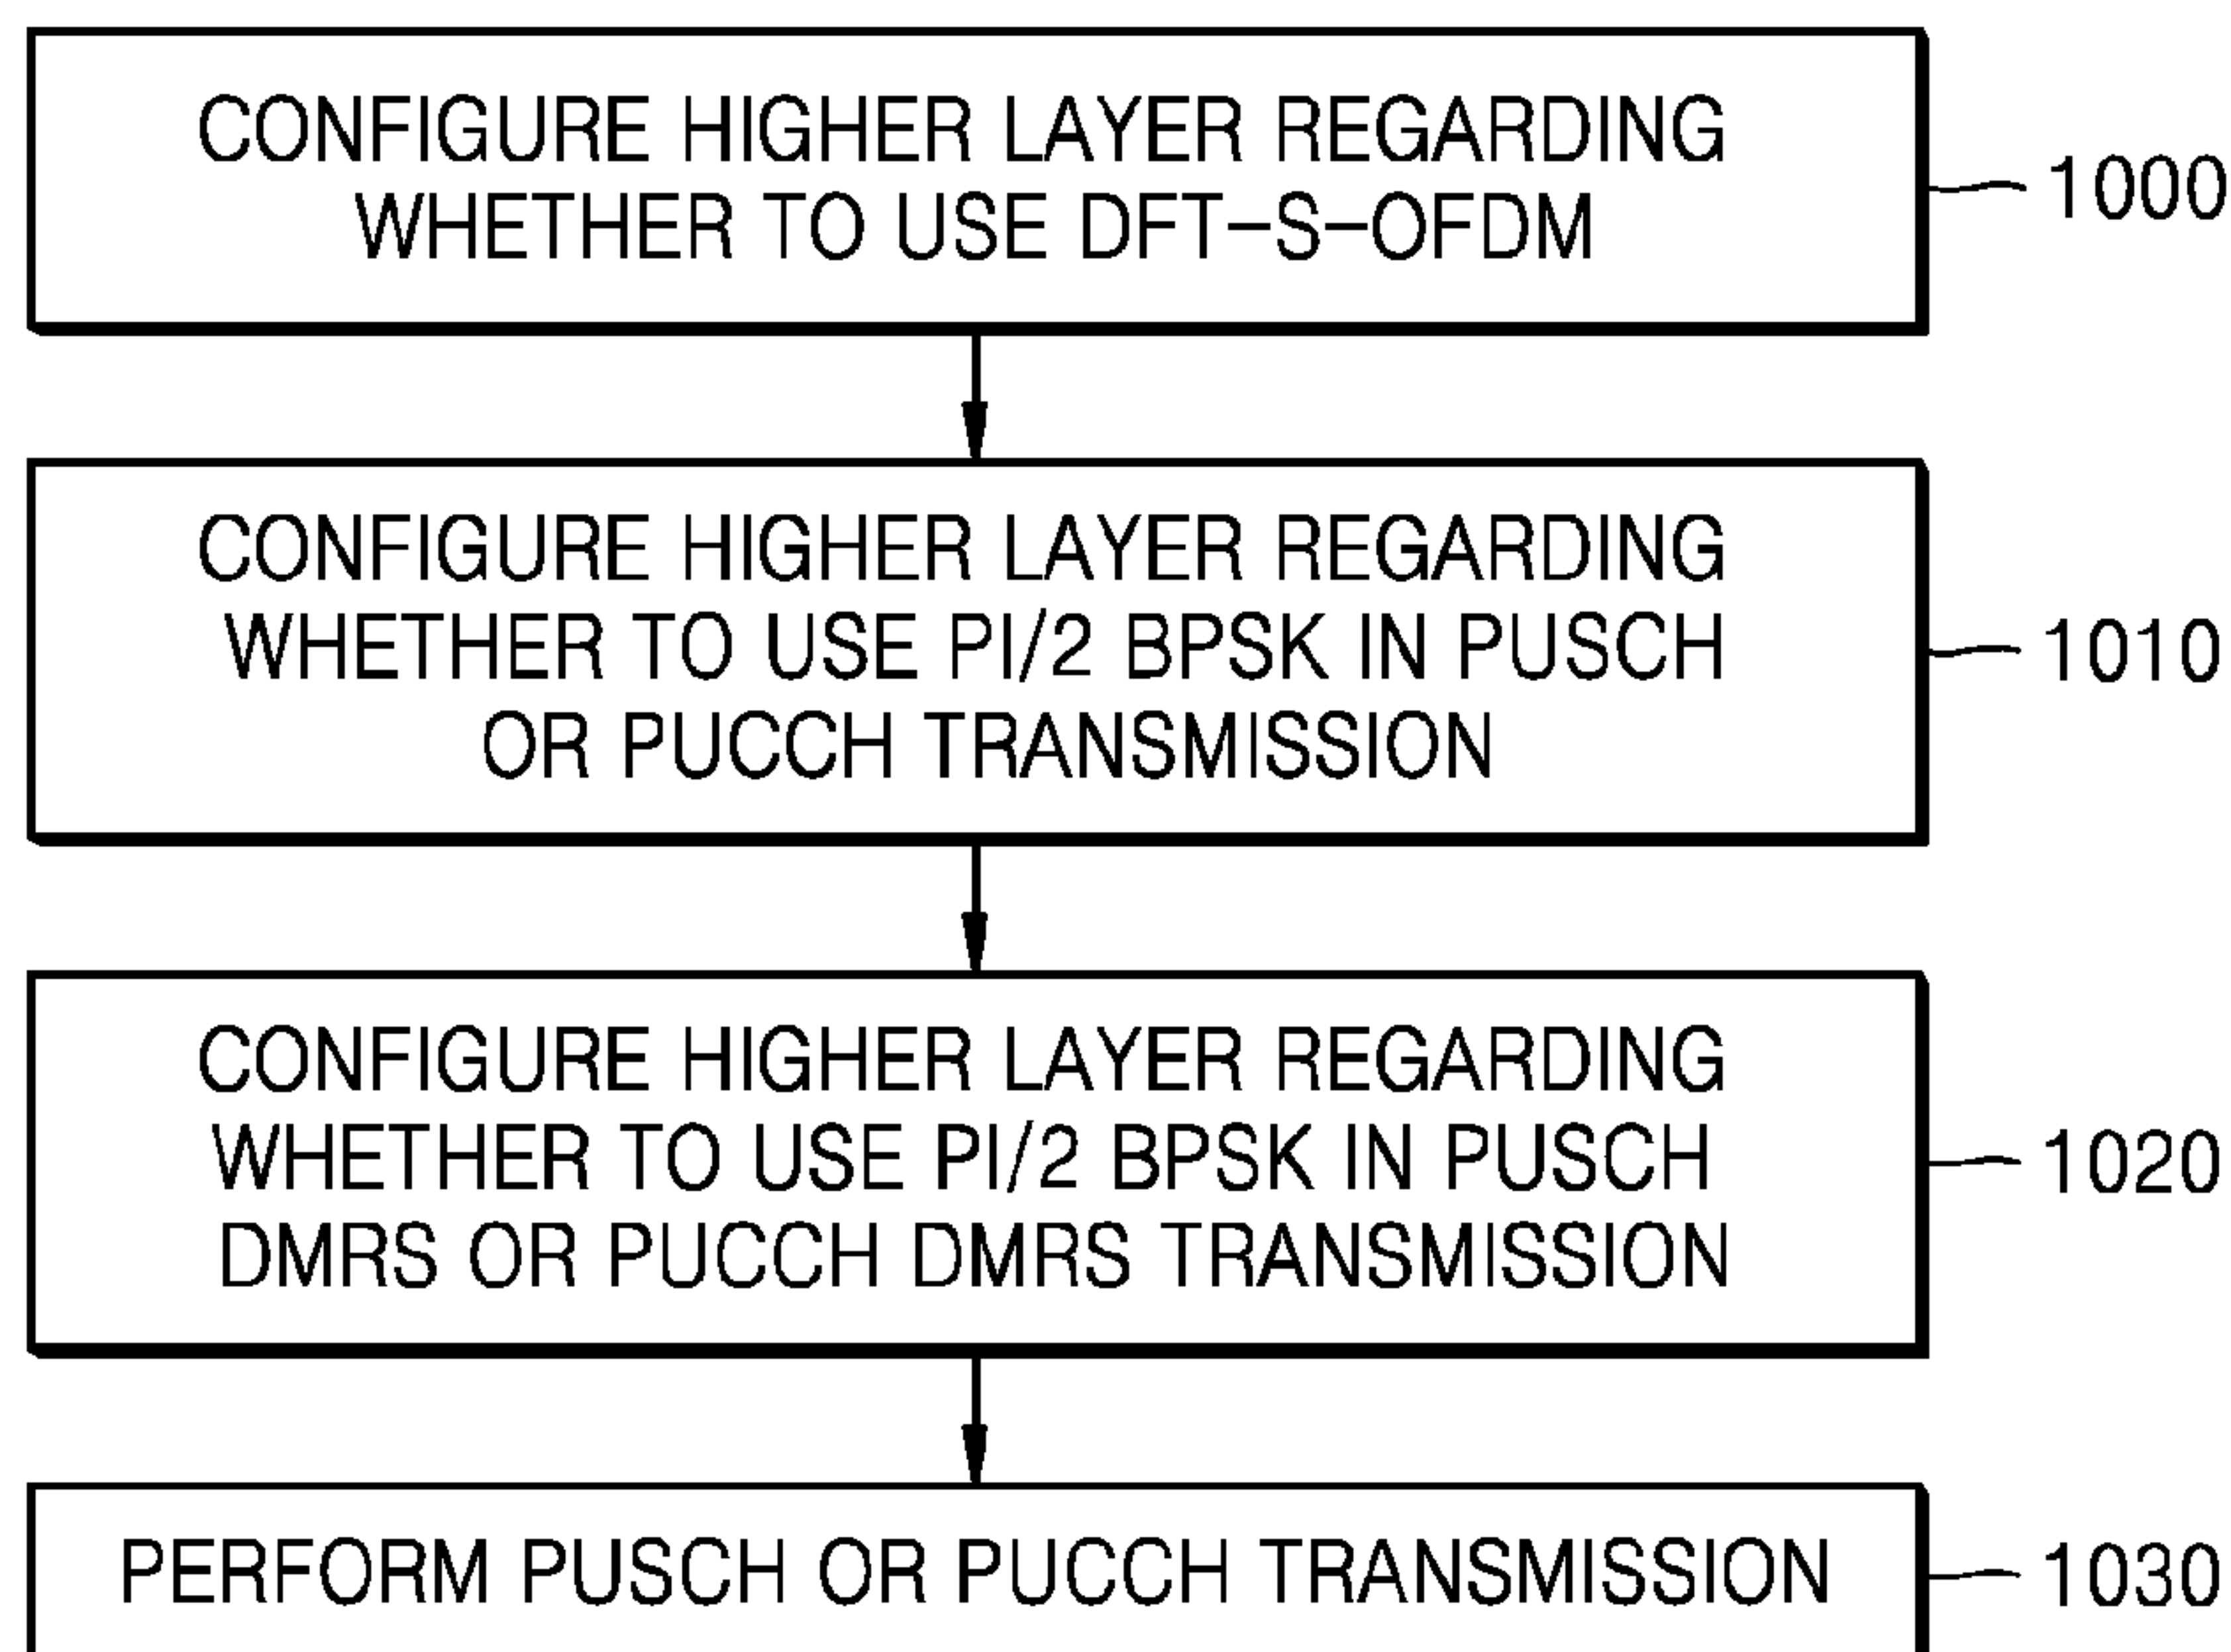 CONFIGURE HIGHER LAYER REGARDING
WHETHER TO USE DFT-S-OFDM
1000
CONFIGURE HIGHER LAYER REGARDING
WHETHER TO USE PI/2 BPSK IN PUSCH
OR PUCCH TRANSMISSION
1010
CONFIGURE HIGHER LAYER REGARDING
WHETHER TO USE PI/2 BPSK IN PUSCH
DMRS OR PUCCH DMRS TRANSMISSION
1020
PERFORM PUSCH OR PUCCH TRANSMISSION
1030